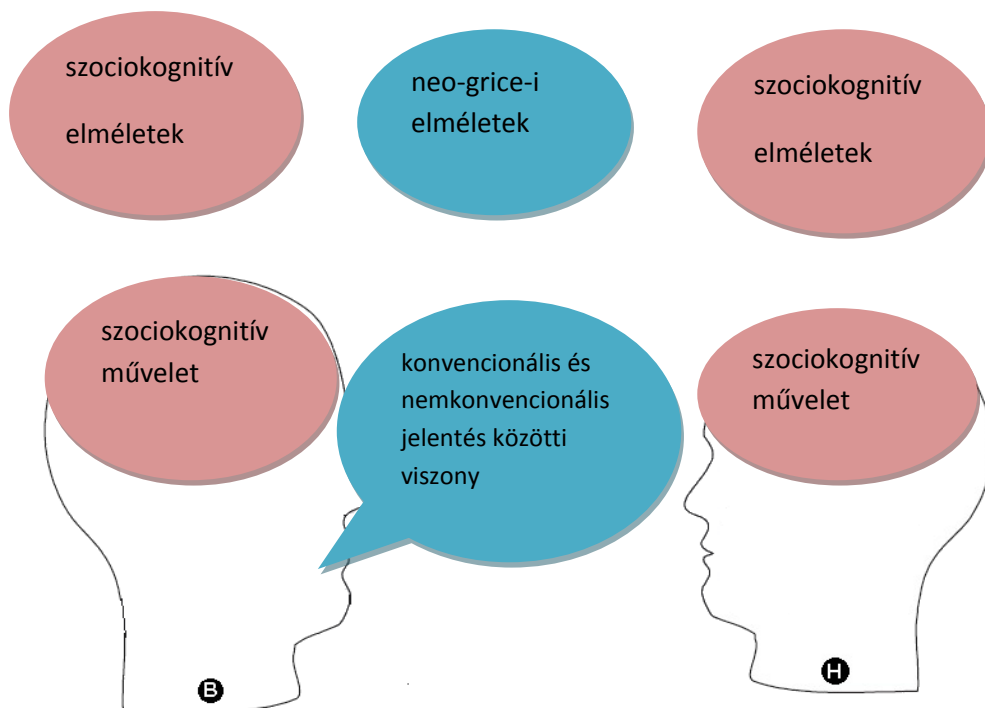 szociokognitív
elméletek
neo-grice-i
elméletek
szociokognitív
elméletek
szociokognitív
művelet
konvencionális és
nemkonvencionális
jelentés közötti
viszony
szociokognitív
művelet
B
H